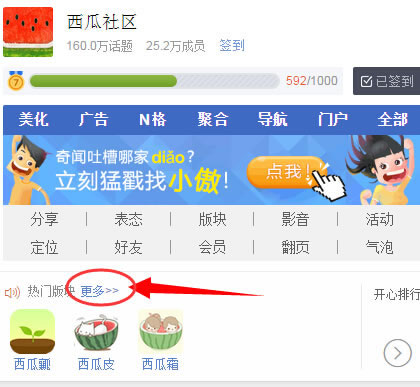 西瓜社区
160.0万话题 25.2万成员 签到
7 592/1000 已签到
美化 广告 N格 聚合 导航 门户 全部
奇闻吐槽哪家diǎo?
立刻猛戳找小傲! 点我!
分享 表态 版块 影音 活动
定位 好友 会员 翻页 气泡
热门版块 更多>> 开心排行
西瓜瓤 西瓜皮 西瓜霜